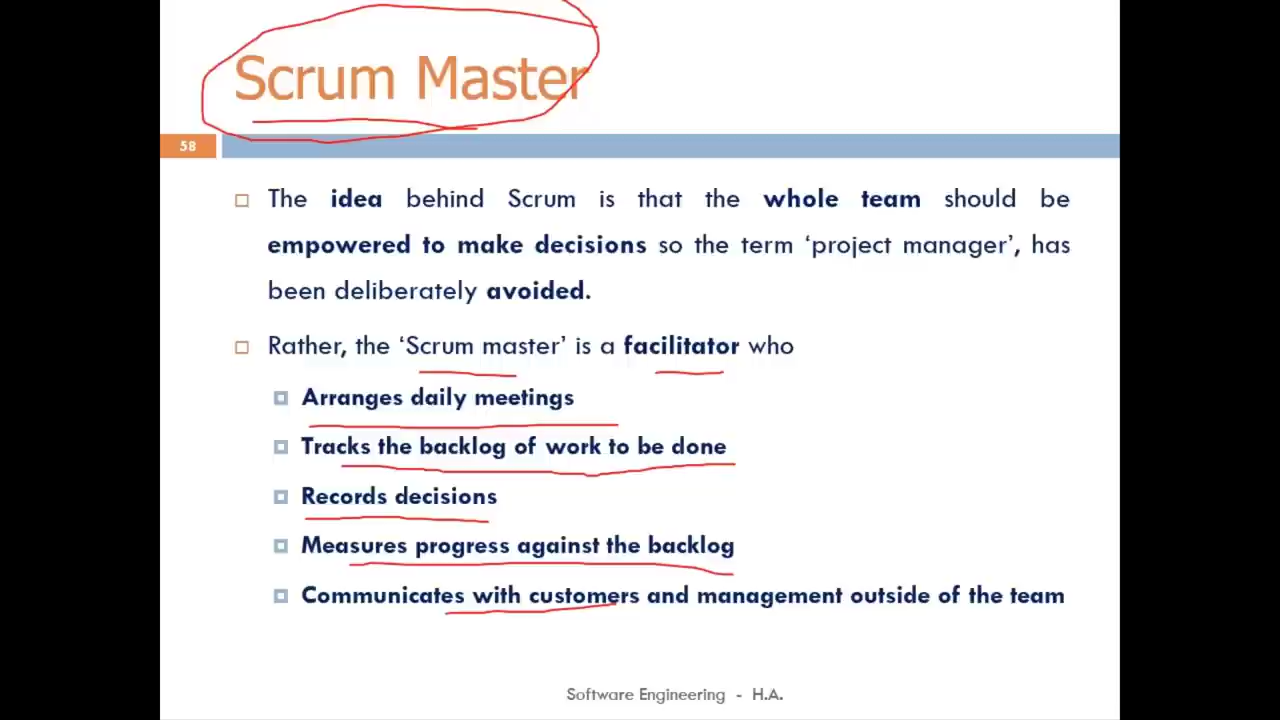 Scrum Master
58
The idea behind Scrum is that the whole team should be
empowered to make decisions so the term ‘project manager’, has
been deliberately avoided.
Rather, the ‘Scrum master’ is a facilitator who
Arranges daily meetings
Tracks the backlog of work to be done
Records decisions
Measures progress against the backlog
Communicates with customers and management outside of the team
Software Engineering - H.A.